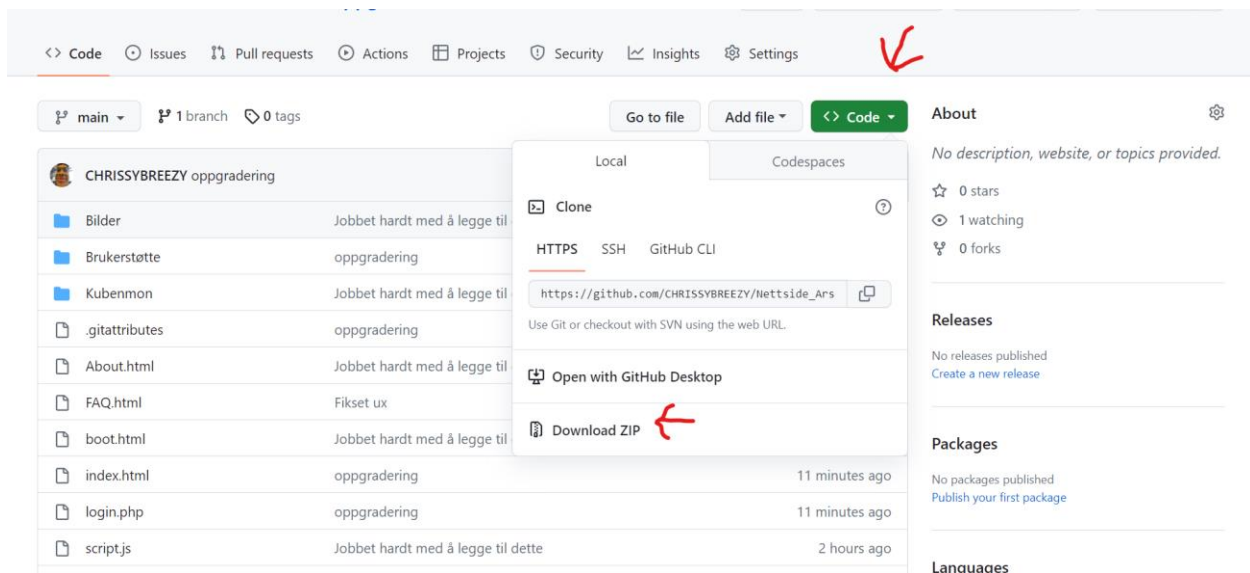 Code Issues Pull requests Actions Projects Security Insights Settings
main 1 branch 0 tags Go to file Add file Code
CHRISSYBREEZY oppgradering
Bilder Jobbet hardt med å legge til
Brukerstøtte oppgradering
Kubenmon Jobbet hardt med å legge til
.gitattributes oppgradering
About.html Jobbet hardt med å legge til
FAQ.html Fikset ux
boot.html Jobbet hardt med å legge til
index.html oppgradering 11 minutes ago
login.php oppgradering 11 minutes ago
script.js Jobbet hardt med å legge til dette 2 hours ago
Local Codespaces
Clone
HTTPS SSH GitHub CLI
https://github.com/CHRISSYBREEZY/Nettside_Ars
Use Git or checkout with SVN using the web URL.
Open with GitHub Desktop
Download ZIP
About
No description, website, or topics provided.
0 stars
1 watching
0 forks
Releases
No releases published
Create a new release
Packages
No packages published
Publish your first package
Languages